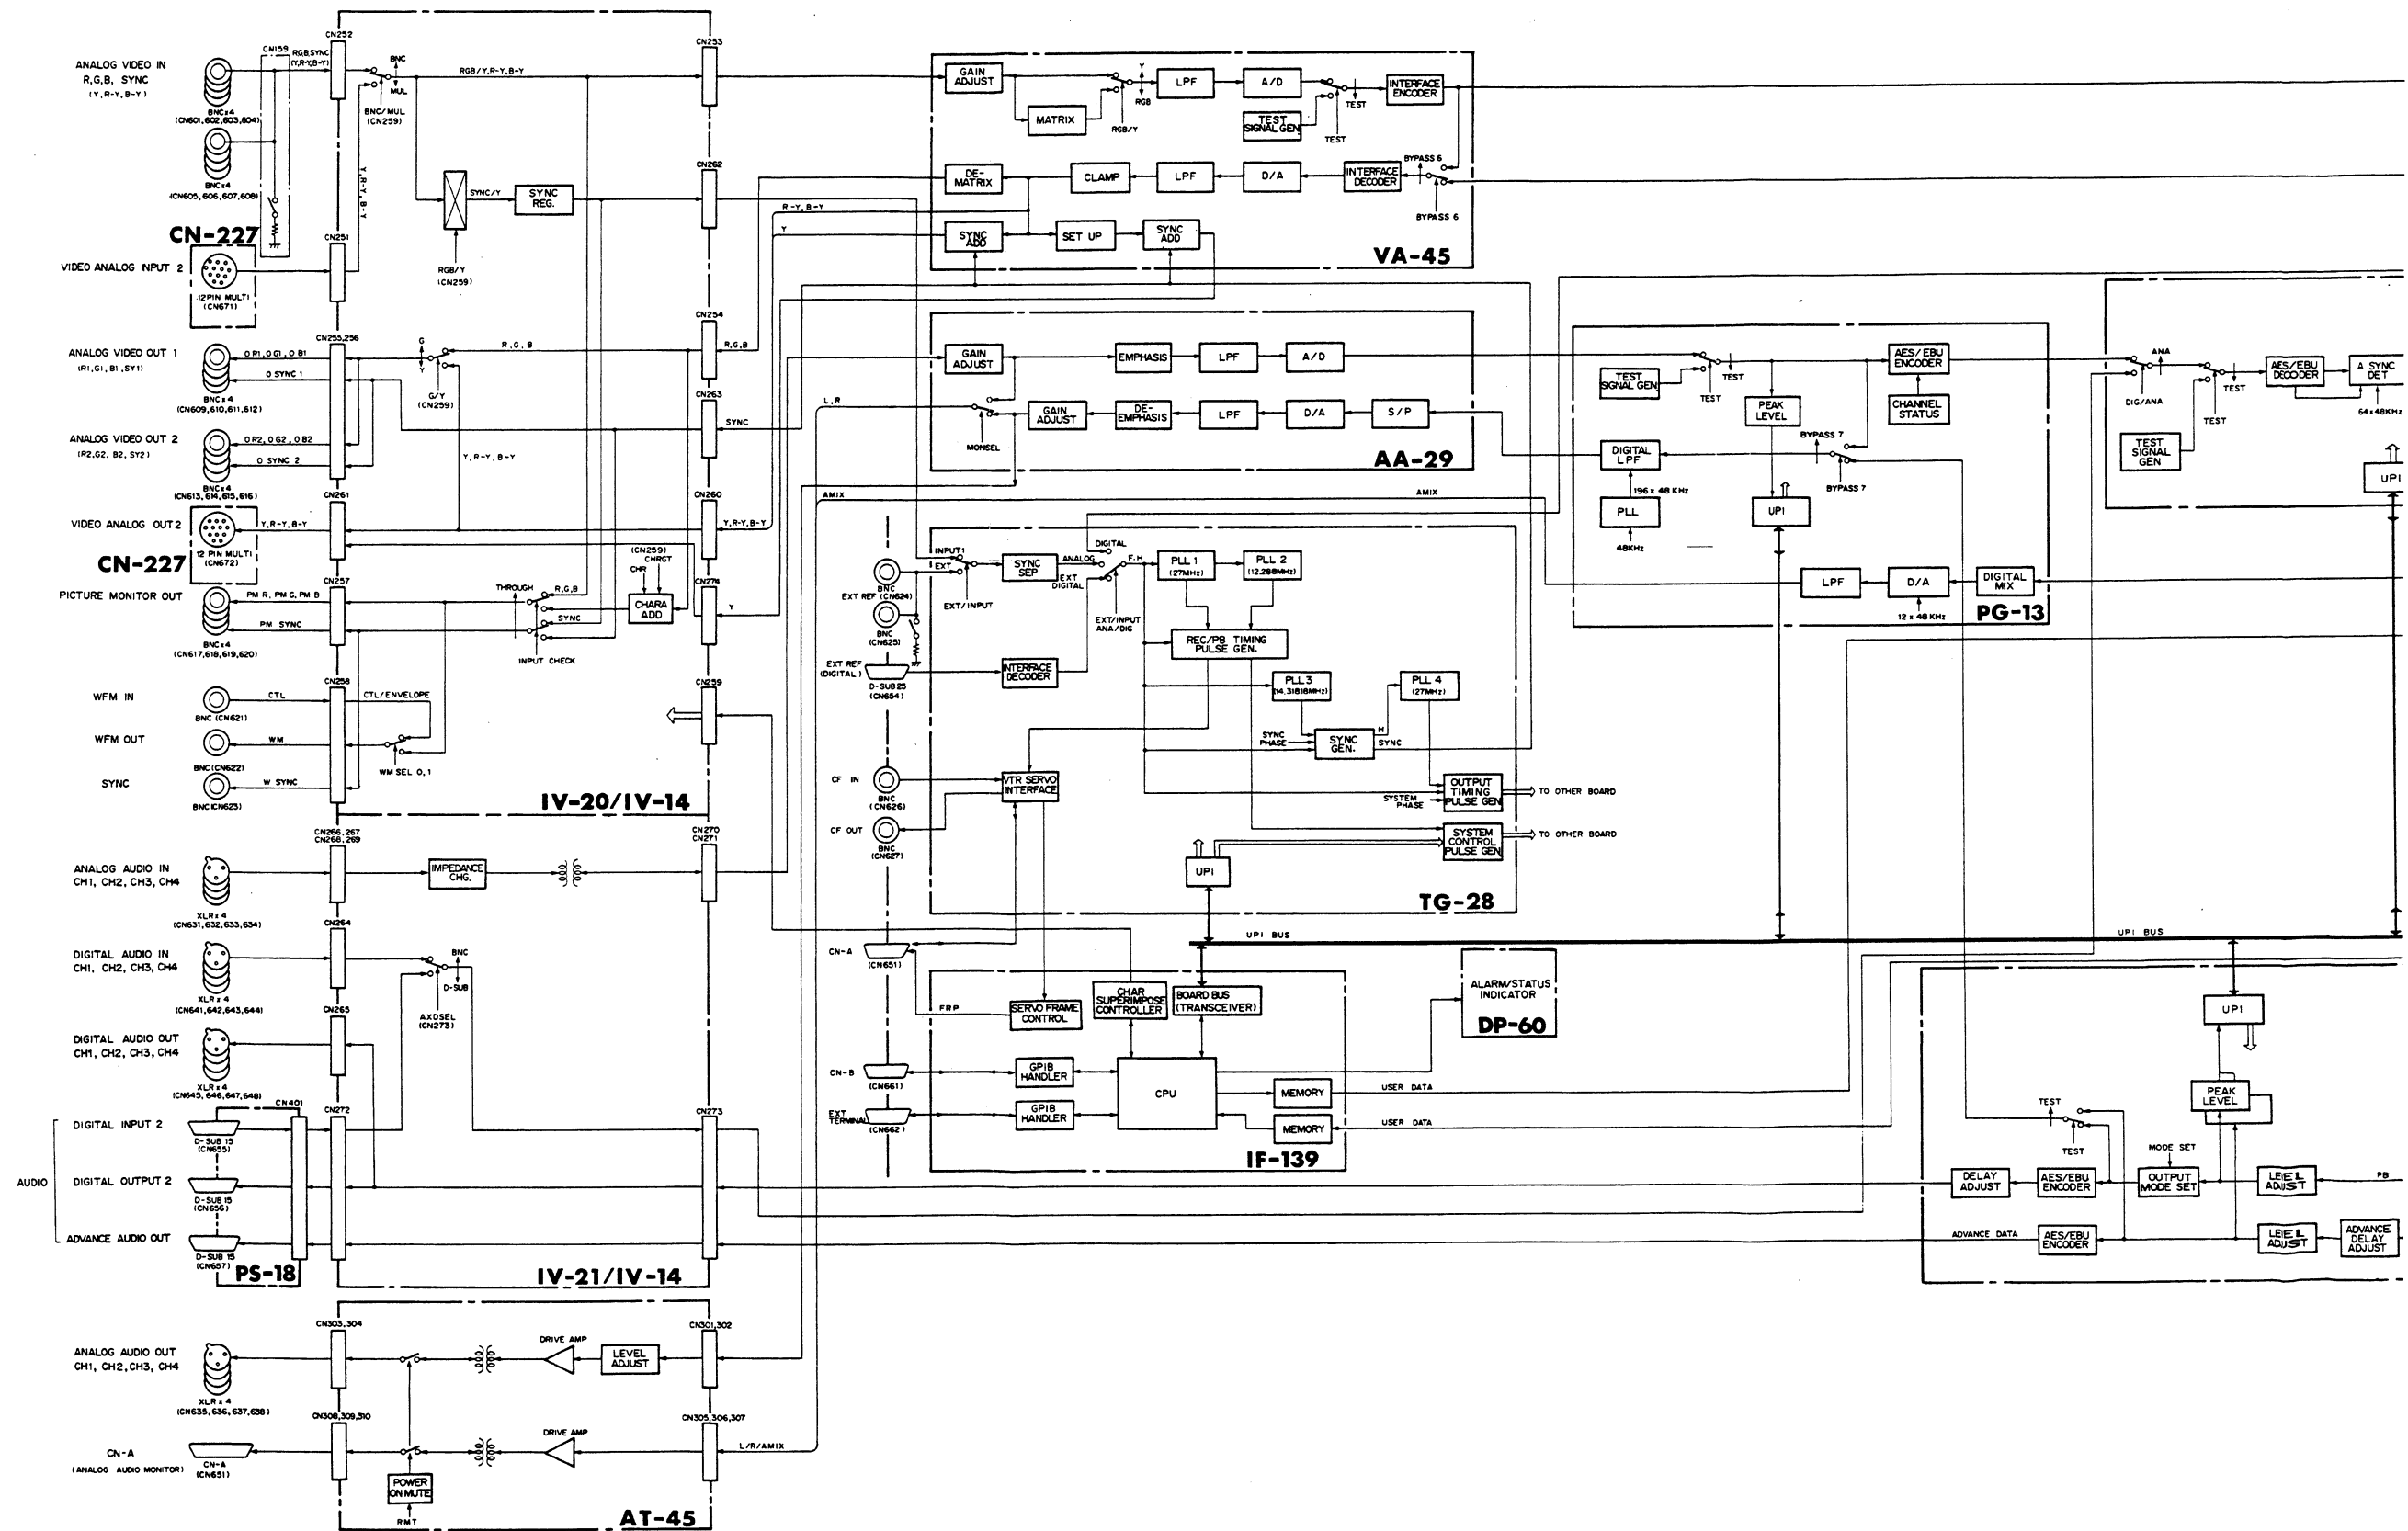 ANALOG VIDEO IN
R,G,B, SYNC
(Y,R-Y,B-Y)
BNCx4
(CN601,602,603,604)
BNCx4
(CN605,606,607,608)
CN159
RGB,SYNC
(Y,R-Y,B-Y)
CN252
BNC
MUL
BNC/MUL
(CN259)
RGB/Y,R-Y,B-Y
CN253
Y,R-Y,B-Y
SYNC/Y
SYNC
REG.
CN262
RGB/Y
(CN259)
CN-227
VIDEO ANALOG INPUT 2
12PIN MULTI
(CN671)
CN251
ANALOG VIDEO OUT 1
(R1,G1,B1,SY1)
BNCx4
(CN609,610,611,612)
CN255,256
O R1,O G1,O B1
O SYNC 1
G
Y
G/Y
(CN259)
R,G,B
CN254
R,G,B
CN263
SYNC
ANALOG VIDEO OUT 2
(R2,G2,B2,SY2)
BNCx4
(CN613,614,615,616)
O R2,O G2,O B2
O SYNC 2
Y,R-Y,B-Y
CN261
CN260
Y,R-Y,B-Y
VIDEO ANALOG OUT2
12 PIN MULTI
(CN672)
Y,R-Y,B-Y
CN-227
PICTURE MONITOR OUT
BNCx4
(CN617,618,619,620)
CN257
PM R, PM G, PM B
PM SYNC
THROUGH
R,G,B
SYNC
INPUT CHECK
(CN259)
CHRGT
CHR
CHARA
ADD
CN274
Y
WFM IN
BNC (CN621)
CN258
CTL
CTL/ENVELOPE
CN259
WFM OUT
WM
BNC(CN622)
WM SEL 0,1
SYNC
W SYNC
BNC(CN623)
IV-20/IV-14
ANALOG AUDIO IN
CH1, CH2, CH3, CH4
XLRx4
(CN631,632,633,634)
CN266,267
CN268,269
IMPEDANCE
CHG.
CN270
CN271
DIGITAL AUDIO IN
CH1, CH2, CH3, CH4
XLRx4
(CN641,642,643,644)
CN264
BNC
D-SUB
AXDSEL
(CN273)
CN265
DIGITAL AUDIO OUT
CH1, CH2, CH3, CH4
XLRx4
(CN645,646,647,648)
AUDIO
DIGITAL INPUT 2
D-SUB 15
(CN655)
CN401
CN272
CN273
DIGITAL OUTPUT 2
D-SUB 15
(CN656)
ADVANCE AUDIO OUT
D-SUB 15
(CN657)
PS-18
IV-21/IV-14
ANALOG AUDIO OUT
CH1, CH2,CH3, CH4
XLRx4
(CN635,636,637,638)
CN303,304
DRIVE AMP
LEVEL
ADJUST
CN301,302
CN-A
(ANALOG AUDIO MONITOR)
CN-A
(CN651)
CN308,309,310
DRIVE AMP
CN305,306,307
L/R/AMIX
POWER
ON MUTE
RMT
AT-45
GAIN
ADJUST
MATRIX
RGB/Y
Y
RGB
LPF
A/D
TEST
SIGNAL GEN
TEST
TEST
INTERFACE
ENCODER
DE-
MATRIX
CLAMP
LPF
D/A
INTERFACE
DECODER
BYPASS 6
BYPASS 6
R-Y, B-Y
Y
SYNC
ADD
SET UP
SYNC
ADD
VA-45
GAIN
ADJUST
EMPHASIS
LPF
A/D
L,R
MONSEL
GAIN
ADJUST
DE-
EMPHASIS
LPF
D/A
S/P
AA-29
AMIX
AMIX
INPUT1
EXT
EXT/INPUT
SYNC
SEP
ANALOG
DIGITAL
EXT
DIGITAL
F.H
EXT/INPUT
ANA/DIG
PLL 1
(27MHz)
PLL 2
(12.288MHz)
BNC
EXT REF (CN624)
BNC
(CN625)
EXT REF
(DIGITAL)
D-SUB25
(CN654)
INTERFACE
DECODER
REC/PB TIMING
PULSE GEN.
PLL3
(14.31818MHz)
PLL 4
(27MHz)
SYNC
PHASE
SYNC
GEN.
H
SYNC
CF IN
BNC
(CN626)
CF OUT
BNC
(CN627)
VTR SERVO
INTERFACE
OUTPUT
TIMING
PULSE GEN
SYSTEM
PHASE
TO OTHER BOARD
SYSTEM
CONTROL
PULSE GEN
TO OTHER BOARD
UPI
TG-28
UPI BUS
UPI BUS
CN-A
(CN651)
FRP
SERVO FRAME
CONTROL
CHAR
SUPERIMPOSE
CONTROLLER
BOARD BUS
(TRANSCEIVER)
ALARM/STATUS
INDICATOR
DP-60
CN-B
(CN661)
GPIB
HANDLER
CPU
MEMORY
USER DATA
EXT
TERMINAL
(CN662)
GPIB
HANDLER
MEMORY
USER DATA
IF-139
TEST
SIGNAL GEN
TEST
TEST
PEAK
LEVEL
AES/EBU
ENCODER
CHANNEL
STATUS
DIGITAL
LPF
196 x 48 KHz
PLL
48KHz
BYPASS 7
BYPASS 7
UPI
LPF
D/A
12 x 48 KHz
DIGITAL
MIX
PG-13
ANA
DIG/ANA
TEST
TEST
TEST
SIGNAL
GEN
AES/EBU
DECODER
A SYNC
DET
64x48KHz
UPI
UPI
PEAK
LEVEL
TEST
TEST
MODE SET
DELAY
ADJUST
AES/EBU
ENCODER
OUTPUT
MODE SET
LEVEL
ADJUST
PB
ADVANCE DATA
AES/EBU
ENCODER
LEVEL
ADJUST
ADVANCE
DELAY
ADJUST